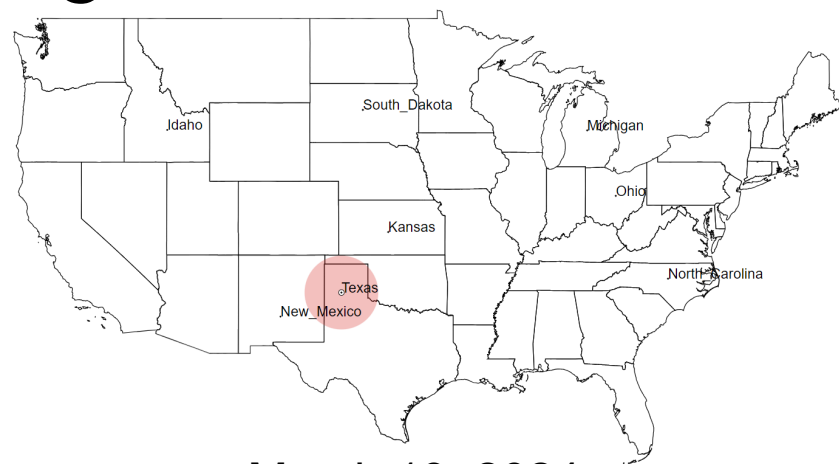 South_Dakota
Idaho
Michigan
Ohio
Kansas
North_Carolina
Texas
New_Mexico